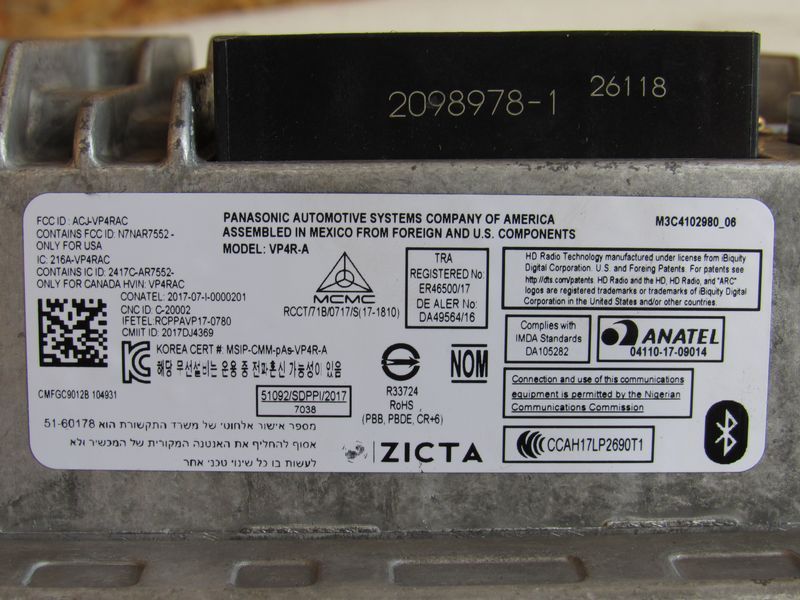 2098978-1 26118
FCC ID : ACJ-VP4RAC
CONTAINS FCC ID: N7NAR7552 -
ONLY FOR USA
IC: 216A-VP4RAC
CONTAINS IC ID: 2417C-AR7552-
ONLY FOR CANADA HVIN: VP4RAC
CONATEL: 2017-07-I-0000201
CNC ID: C-20002
IFETEL:RCPPAVP17-0780
CMIIT ID:2017DJ4369
PANASONIC AUTOMOTIVE SYSTEMS COMPANY OF AMERICA
ASSEMBLED IN MEXICO FROM FOREIGN AND U.S. COMPONENTS
MODEL: VP4R-A
M3C4102980_06
MCMC
RCCT/71B/0717/S(17-1810)
TRA
REGISTERED No:
ER46500/17
DE ALER No:
DA49564/16
HD Radio Technology manufactured under license from iBiquity
Digital Corporation. U.S. and Foreing Patents. For patents see
http://dts.com/patents. HD Radio and the HD, HD Radio, and "ARC"
logos are registered trademarks or trademarks of iBiquity Digital
Corporation in the United States and/or other countries.
Complies with
IMDA Standards
DA105282
ANATEL
04110-17-09014
KOREA CERT #: MSIP-CMM-pAs-VP4R-A
해당 무선설비는 운용 중 전파혼신 가능성이 있음
CMFGC9012B 104931
51092/SDPPI/2017
7038
R33724
RoHS
(PBB, PBDE, CR+6)
NOM
Connection and use of this communications
equipment is permitted by the Nigerian
Communications Commission
CCAH17LP2690T1
מספר אישור אלחוטי של משרד התקשורת הוא 51-60178
אסוף להחליף את האנטנה המקורית של המכשיר ולא
לעשות בו כל שינוי טכני אחר
ZICTA